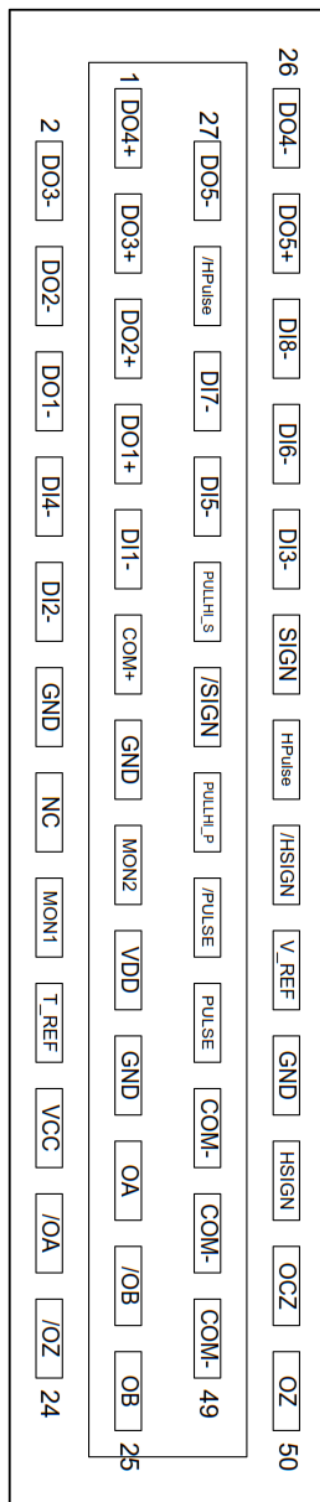 26 DO4- DO5+ DI8- DI6- DI3- SIGN HPulse /HSIGN V_REF GND HSIGN OCZ OZ 50
27 DO5- /HPulse DI7- DI5- PULLHI_S /SIGN PULLHI_P /PULSE PULSE COM- COM- COM- 49
1 DO4+ DO3+ DO2+ DO1+ DI1- COM+ GND MON2 VDD GND OA /OB OB 25
2 DO3- DO2- DO1- DI4- DI2- GND NC MON1 T_REF VCC /OA /OZ 24